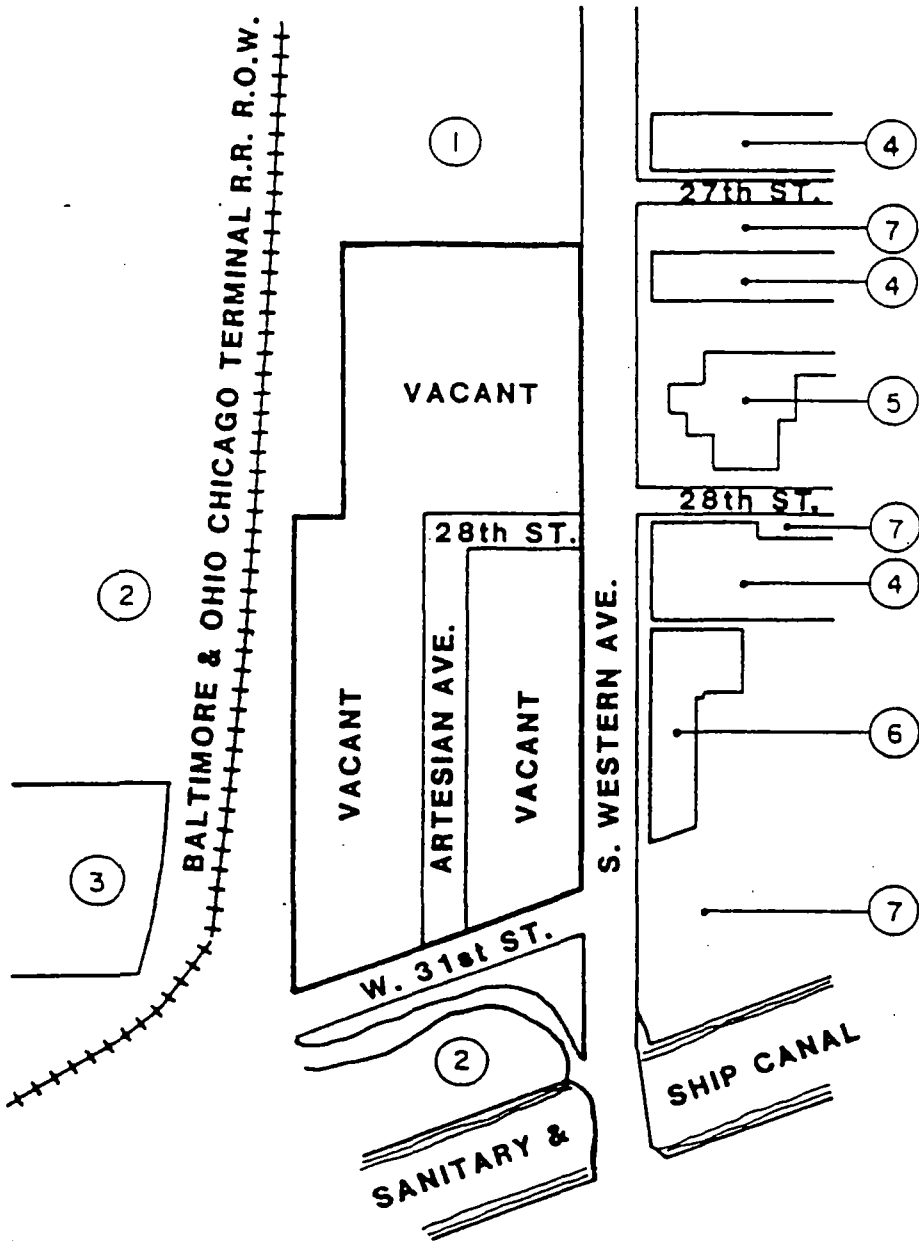 BALTIMORE & OHIO CHICAGO TERMINAL R.R. R.O.W.
1
4
27th ST.
7
4
VACANT
5
28th ST.
28th ST.
7
2
4
S. WESTERN AVE.
VACANT
ARTESIAN AVE.
VACANT
6
3
7
W. 31st ST.
2
SHIP CANAL
SANITARY &